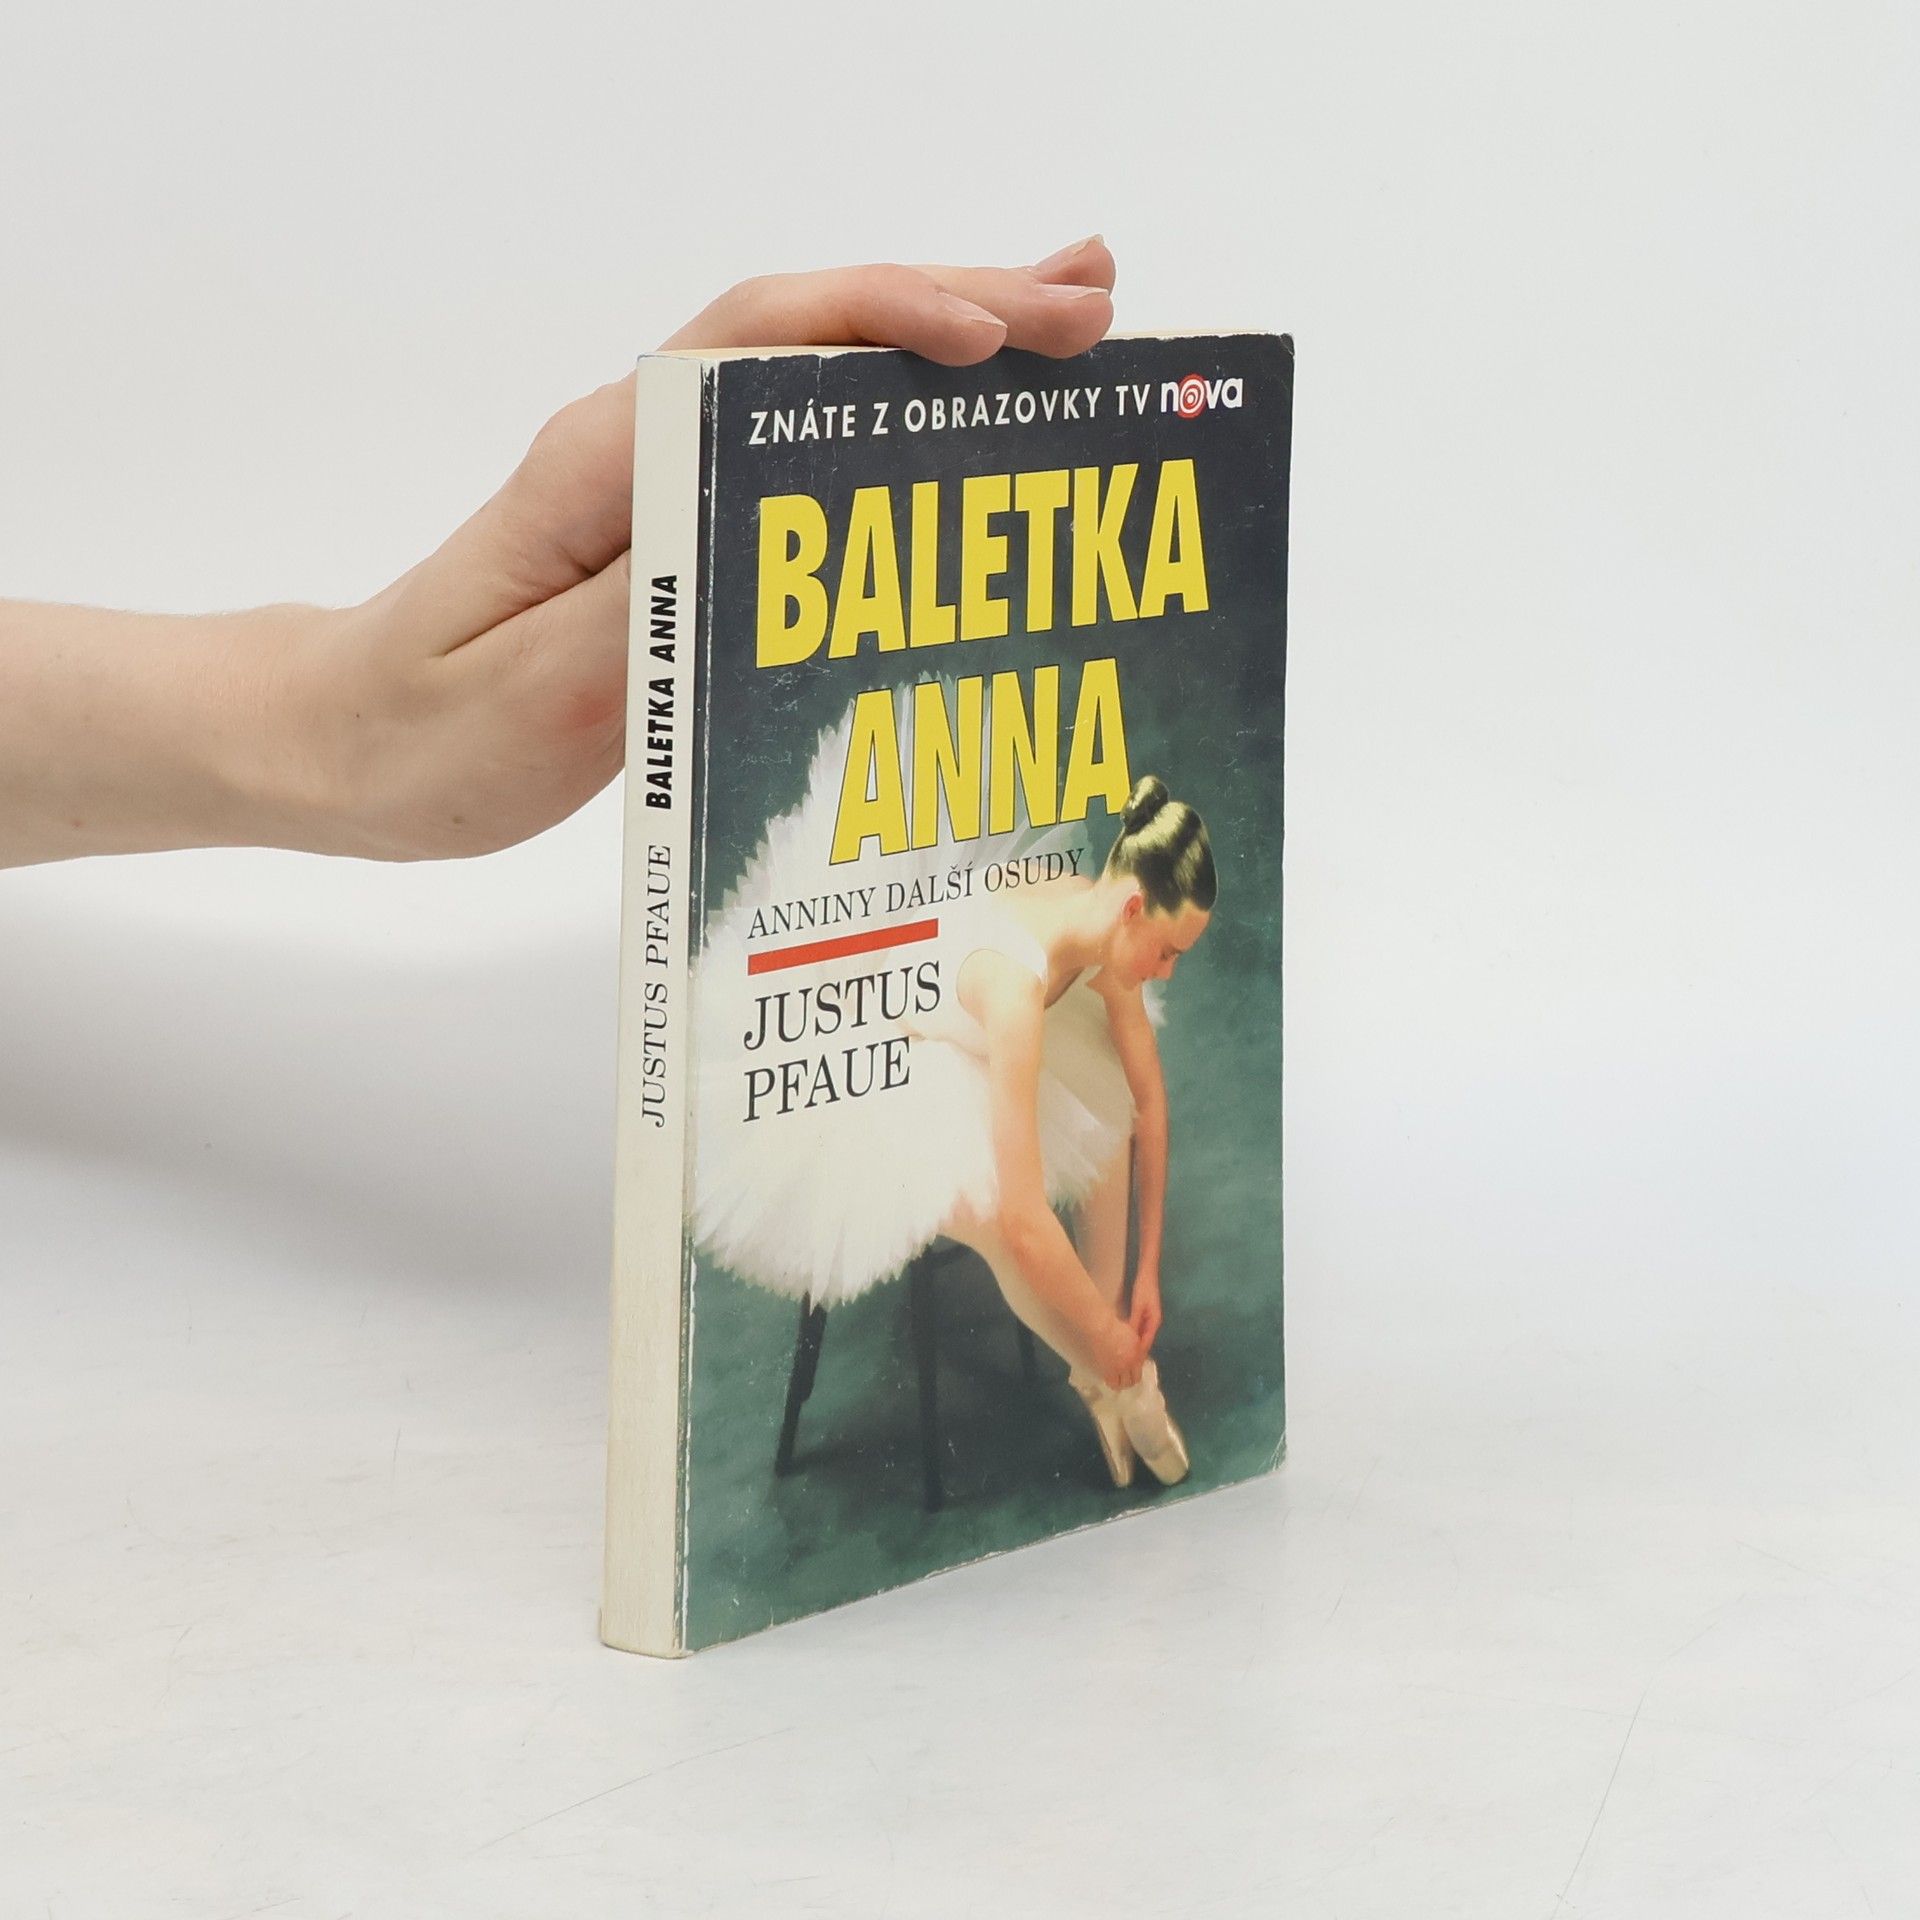 ZNÁTE Z OBRAZOVKY TV nova
BALETKA
ANNA
ANNINY DALŠÍ OSUDY
JUSTUS
PFAUE
JUSTUS PFAUE BALETKA ANNA